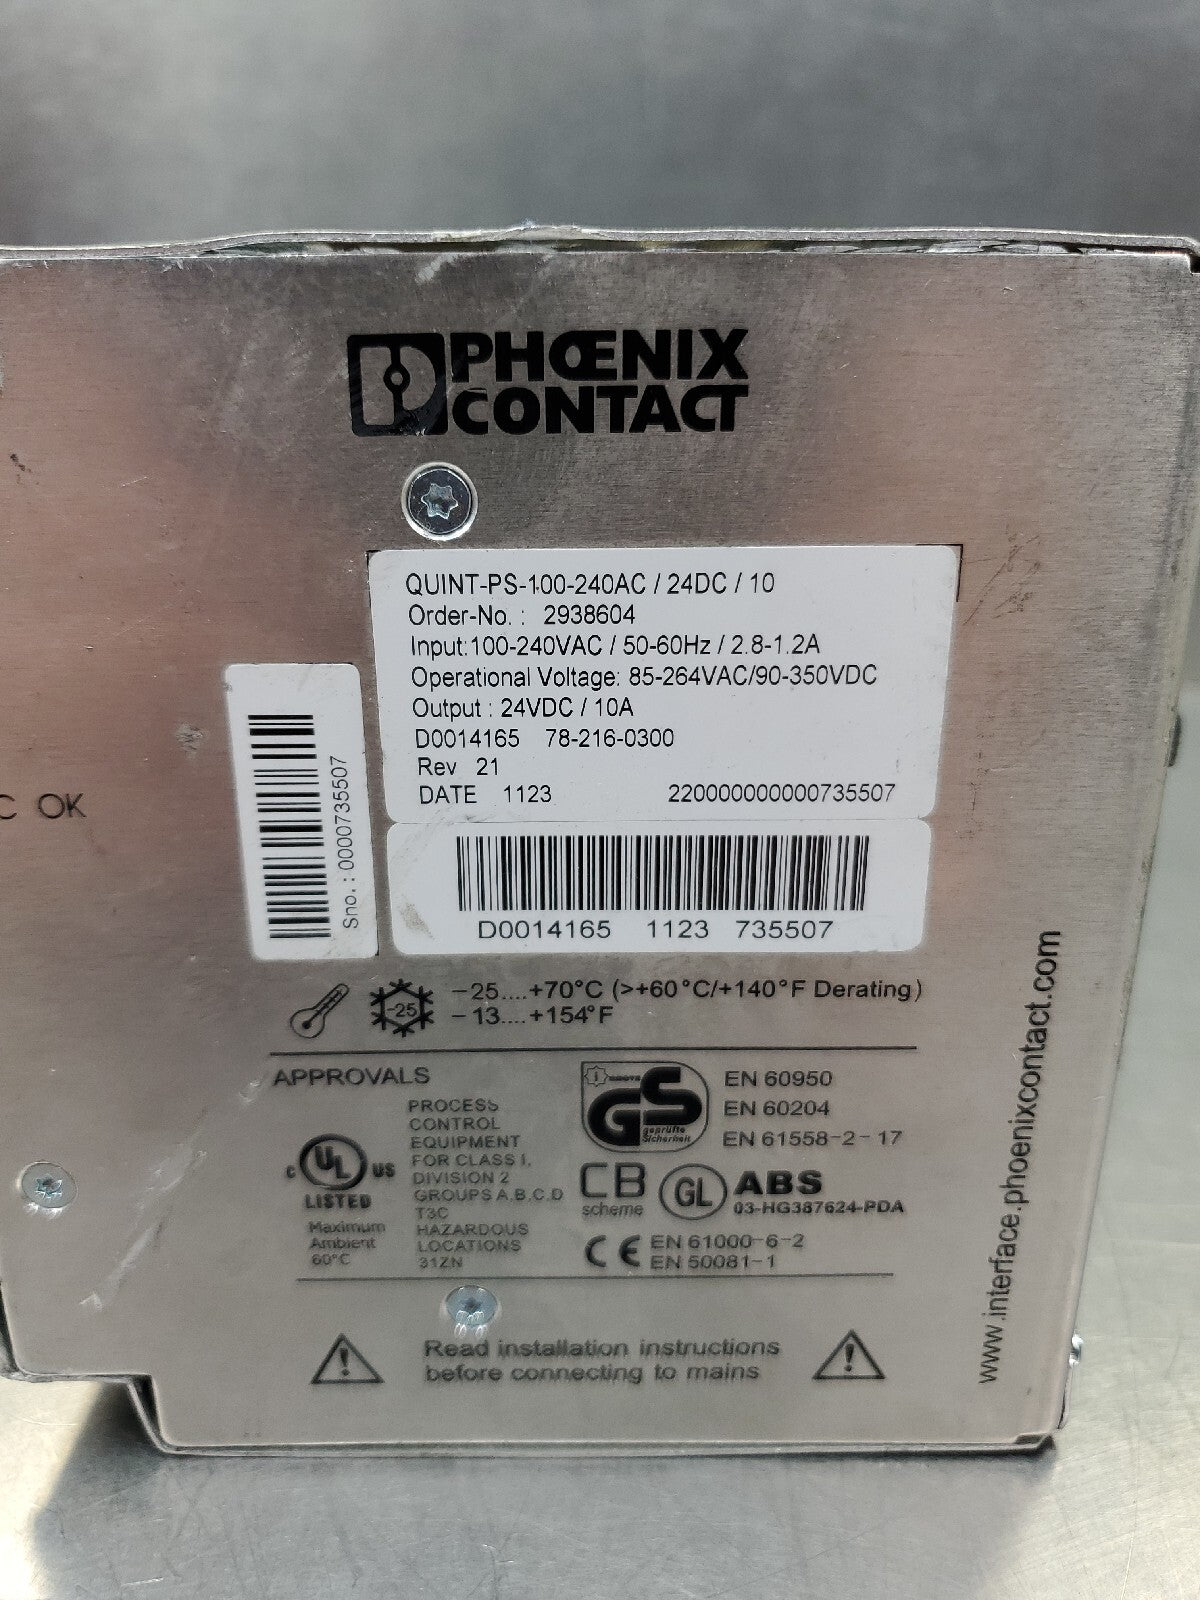 PHŒNIX
CONTACT
QUINT-PS-100-240AC / 24DC / 10
Order-No. : 2938604
Input:100-240VAC / 50-60Hz / 2.8-1.2A
Operational Voltage: 85-264VAC/90-350VDC
Output : 24VDC / 10A
D0014165 78-216-0300
Rev 21
DATE 1123 220000000000735507
Sno.: 0000735507
C OK
D0014165 1123 735507
-25
-25....+70°C (>+60°C/+140°F Derating)
-13....+154°F
APPROVALS
C UL US
LISTED
Maximum
Ambient
60°C
PROCESS
CONTROL
EQUIPMENT
FOR CLASS I,
DIVISION 2
GROUPS A,B,C,D
T3C
HAZARDOUS
LOCATIONS
31ZN
GS
geprüfte
Sicherheit
EN 60950
EN 60204
EN 61558-2-17
CB
scheme
GL
ABS
03-HG387624-PDA
CE
EN 61000-6-2
EN 50081-1
Read installation instructions
before connecting to mains
www.interface.phoenixcontact.com